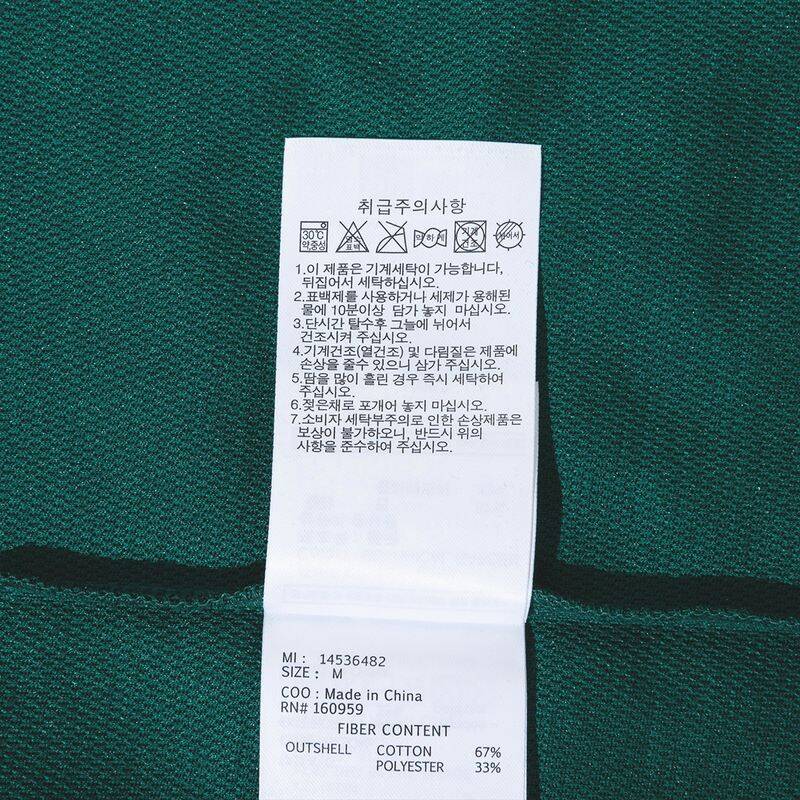 취급주의사항
30℃
약중성
표백
약하게
기계
건조
뉘어서
1.이 제품은 기계세탁이 가능합니다,
뒤집어서 세탁하십시오.
2.표백제를 사용하거나 세제가 용해된
물에 10분이상 담가 놓지 마십시오.
3.단시간 탈수후 그늘에 뉘어서
건조시켜 주십시오.
4.기계건조(열건조) 및 다림질은 제품에
손상을 줄수 있으니 삼가 주십시오.
5.땀을 많이 흘린 경우 즉시 세탁하여
주십시오.
6.젖은채로 포개어 놓지 마십시오.
7.소비자 세탁부주의로 인한 손상제품은
보상이 불가하오니, 반드시 위의
사항을 준수하여 주십시오.
MI : 14536482
SIZE : M
COO : Made in China
RN# 160959
FIBER CONTENT
OUTSHELL COTTON 67%
POLYESTER 33%